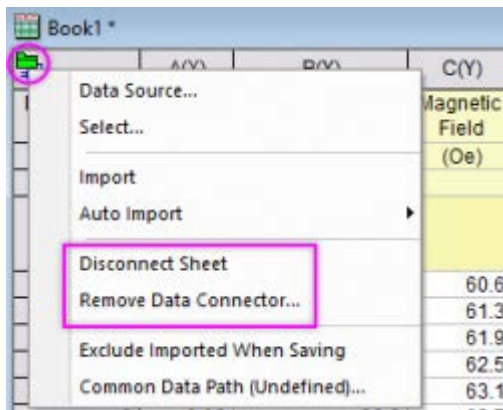 Book1 *
A(Y) B(Y) C(Y)
Data Source...
Magnetic
Select...
Field
(Oe)
Import
Auto Import
Disconnect Sheet
60.6
Remove Data Connector...
61.3
61.9
Exclude Imported When Saving
62.5
Common Data Path (Undefined)...
63.1